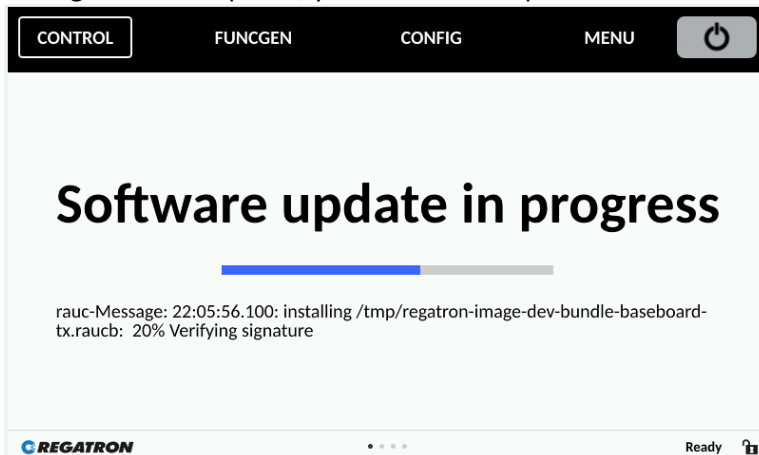 CONTROL
FUNCGEN
CONFIG
MENU
Software update in progress
rauc-Message: 22:05:56.100: installing /tmp/regatron-image-dev-bundle-baseboard-
tx.raucb: 20% Verifying signature
REGATRON
Ready